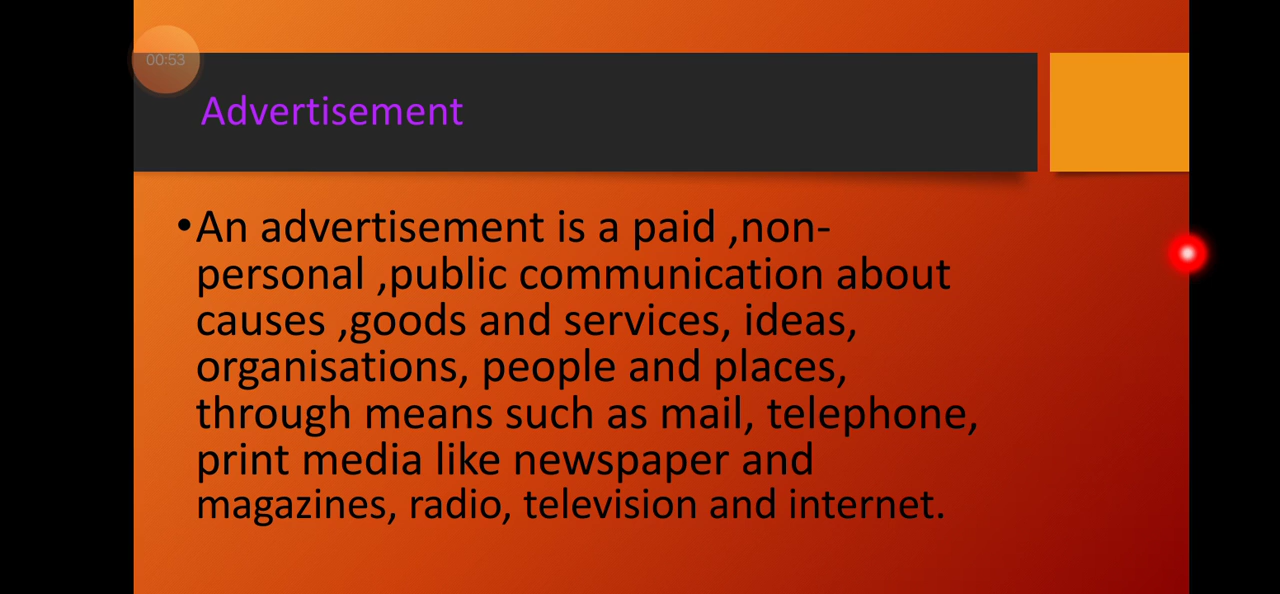 00:53
Advertisement
•An advertisement is a paid ,non-
personal ,public communication about
causes ,goods and services, ideas,
organisations, people and places,
through means such as mail, telephone,
print media like newspaper and
magazines, radio, television and internet.